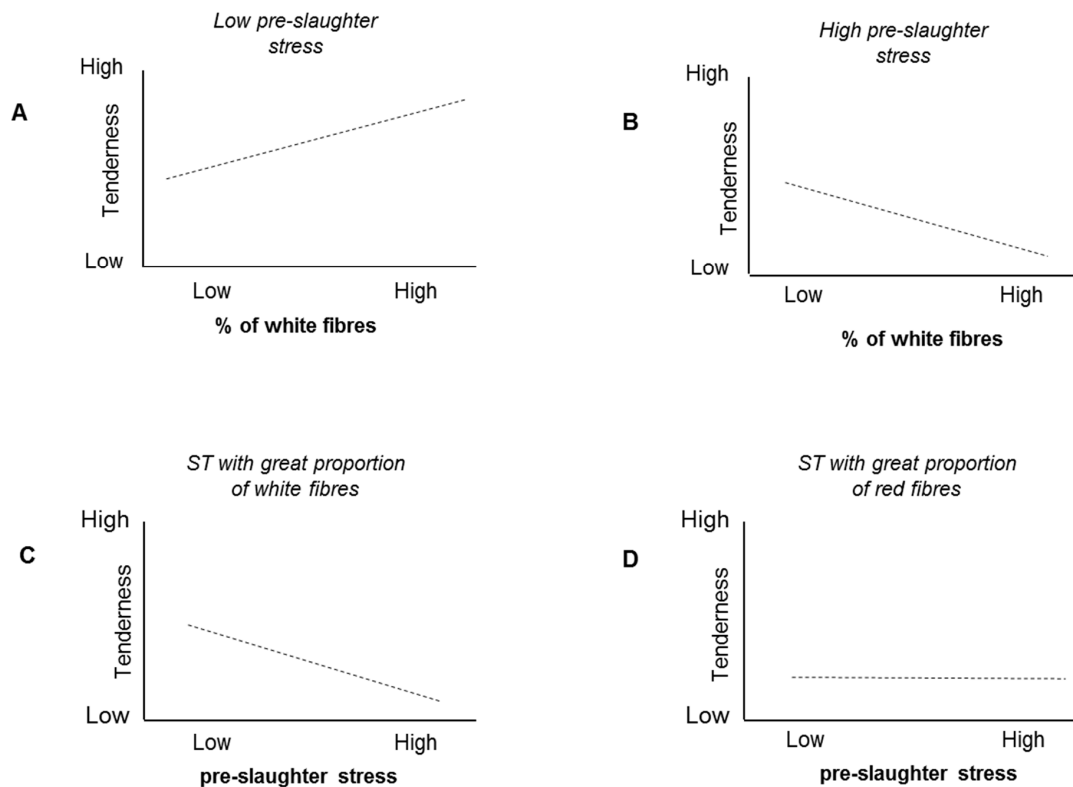 Low pre-slaughter
stress
High
A
Tenderness
Low
Low High
% of white fibres
High pre-slaughter
stress
High
B
Tenderness
Low
Low High
% of white fibres
ST with great proportion
of white fibres
High
C
Tenderness
Low
Low High
pre-slaughter stress
ST with great proportion
of red fibres
High
D
Tenderness
Low
Low High
pre-slaughter stress